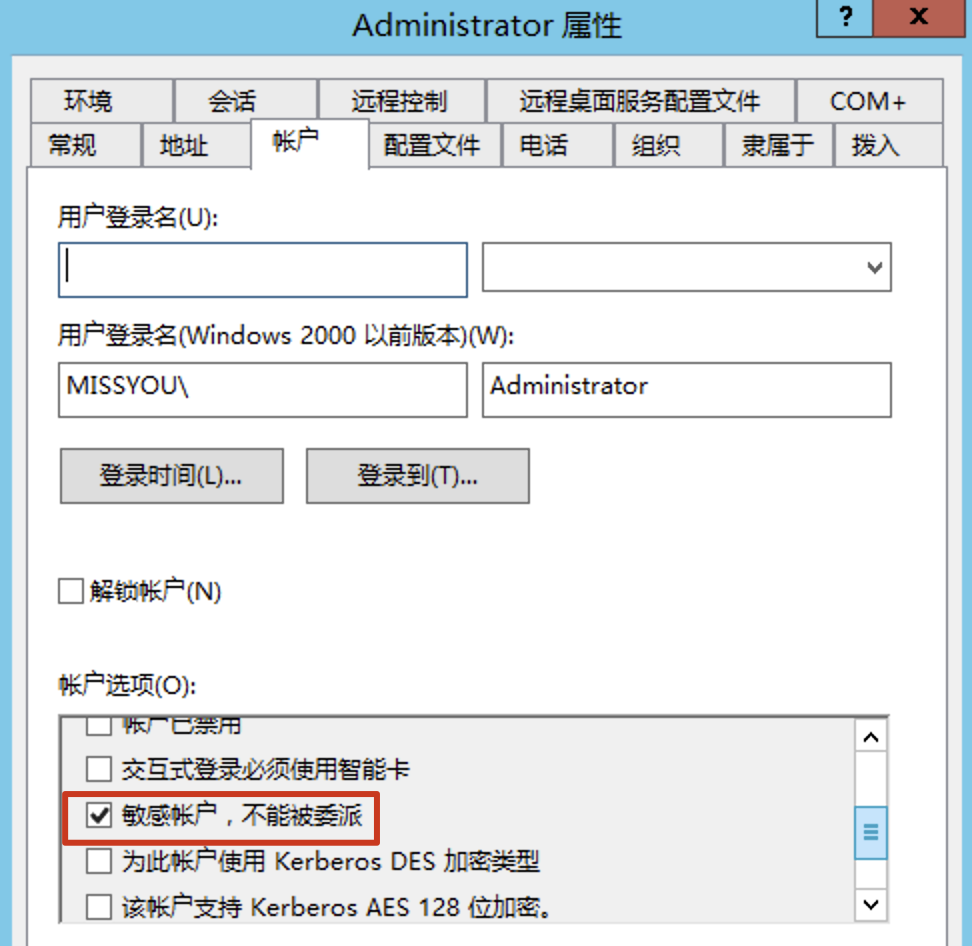 Administrator 属性
?
环境 会话 远程控制 远程桌面服务配置文件 COM+
常规 地址 帐户 配置文件 电话 组织 隶属于 拨入
用户登录名(U):
用户登录名(Windows 2000 以前版本)(W):
MISSYOU\ Administrator
登录时间(L)... 登录到(T)...
解锁帐户(N)
帐户选项(O):
帐户已禁用
交互式登录必须使用智能卡
敏感帐户，不能被委派
为此帐户使用 Kerberos DES 加密类型
该帐户支持 Kerberos AES 128 位加密。